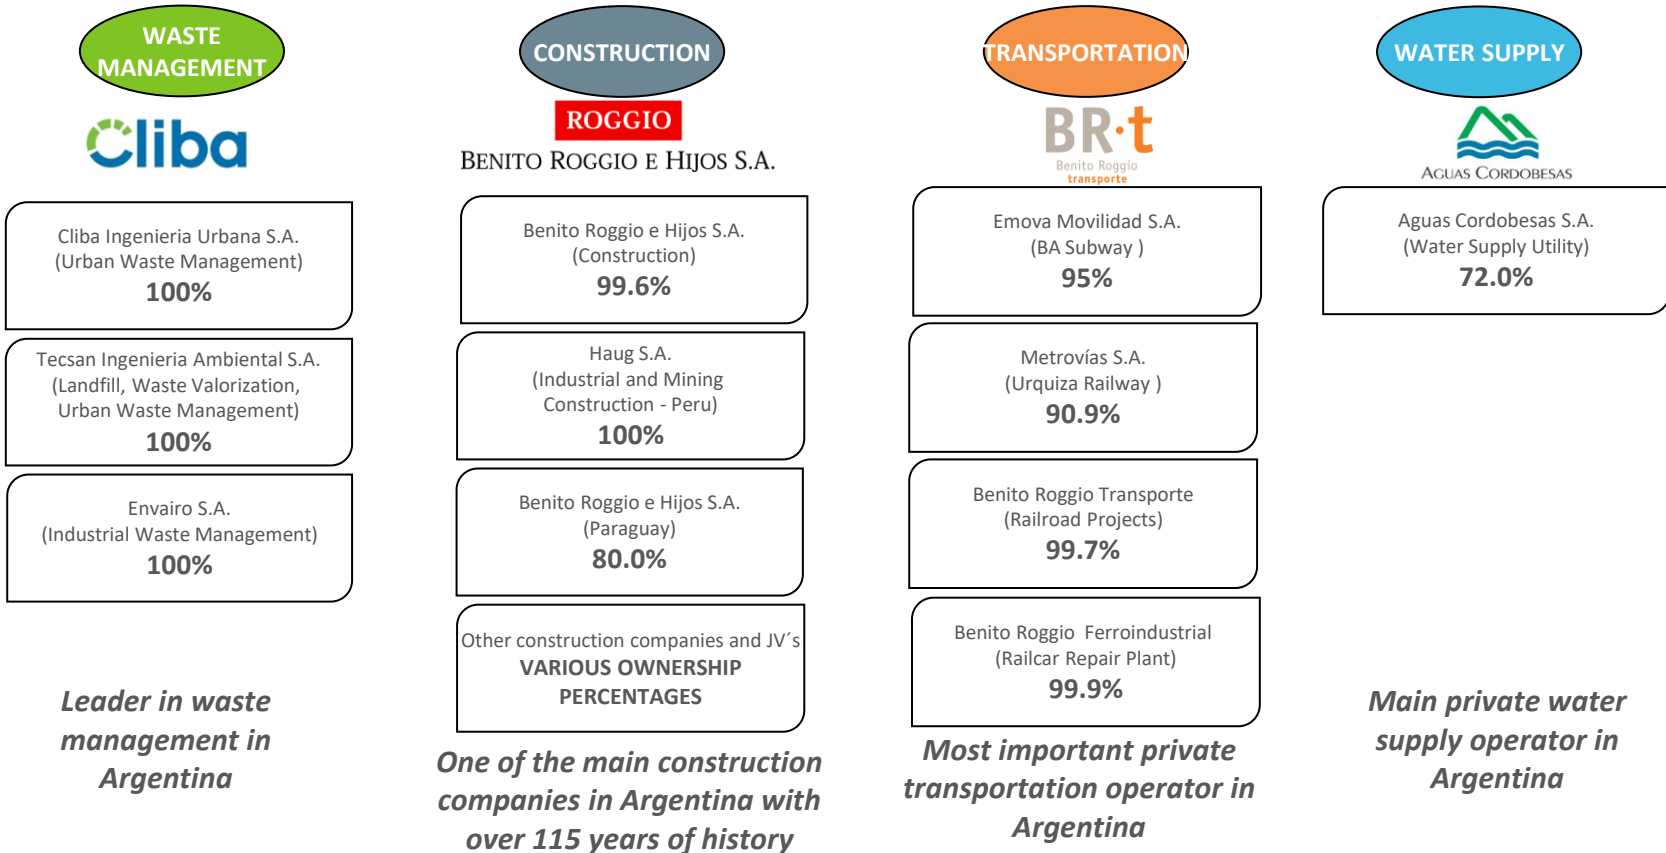 WASTE
MANAGEMENT
Cliba
Cliba Ingenieria Urbana S.A.
(Urban Waste Management)
100%
Tecsan Ingenieria Ambiental S.A.
(Landfill, Waste Valorization,
Urban Waste Management)
100%
Envairo S.A.
(Industrial Waste Management)
100%
Leader in waste
management in
Argentina
CONSTRUCTION
ROGGIO
BENITO ROGGIO E HIJOS S.A.
Benito Roggio e Hijos S.A.
(Construction)
99.6%
Haug S.A.
(Industrial and Mining
Construction - Peru)
100%
Benito Roggio e Hijos S.A.
(Paraguay)
80.0%
Other construction companies and JV´s
VARIOUS OWNERSHIP
PERCENTAGES
One of the main construction
companies in Argentina with
over 115 years of history
TRANSPORTATION
BR·t
Benito Roggio
transporte
Emova Movilidad S.A.
(BA Subway )
95%
Metrovías S.A.
(Urquiza Railway )
90.9%
Benito Roggio Transporte
(Railroad Projects)
99.7%
Benito Roggio  Ferroindustrial
(Railcar Repair Plant)
99.9%
Most important private
transportation operator in
Argentina
WATER SUPPLY
AGUAS CORDOBESAS
Aguas Cordobesas S.A.
(Water Supply Utility)
72.0%
Main private water
supply operator in
Argentina